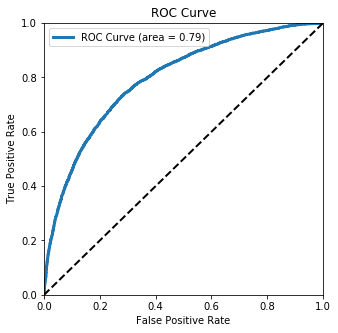 ROC Curve
1.0
ROC Curve (area = 0.79)
0.8
0.6
0.4
0.2
0.0
True Positive Rate
0.0 0.2 0.4 0.6 0.8 1.0
False Positive Rate